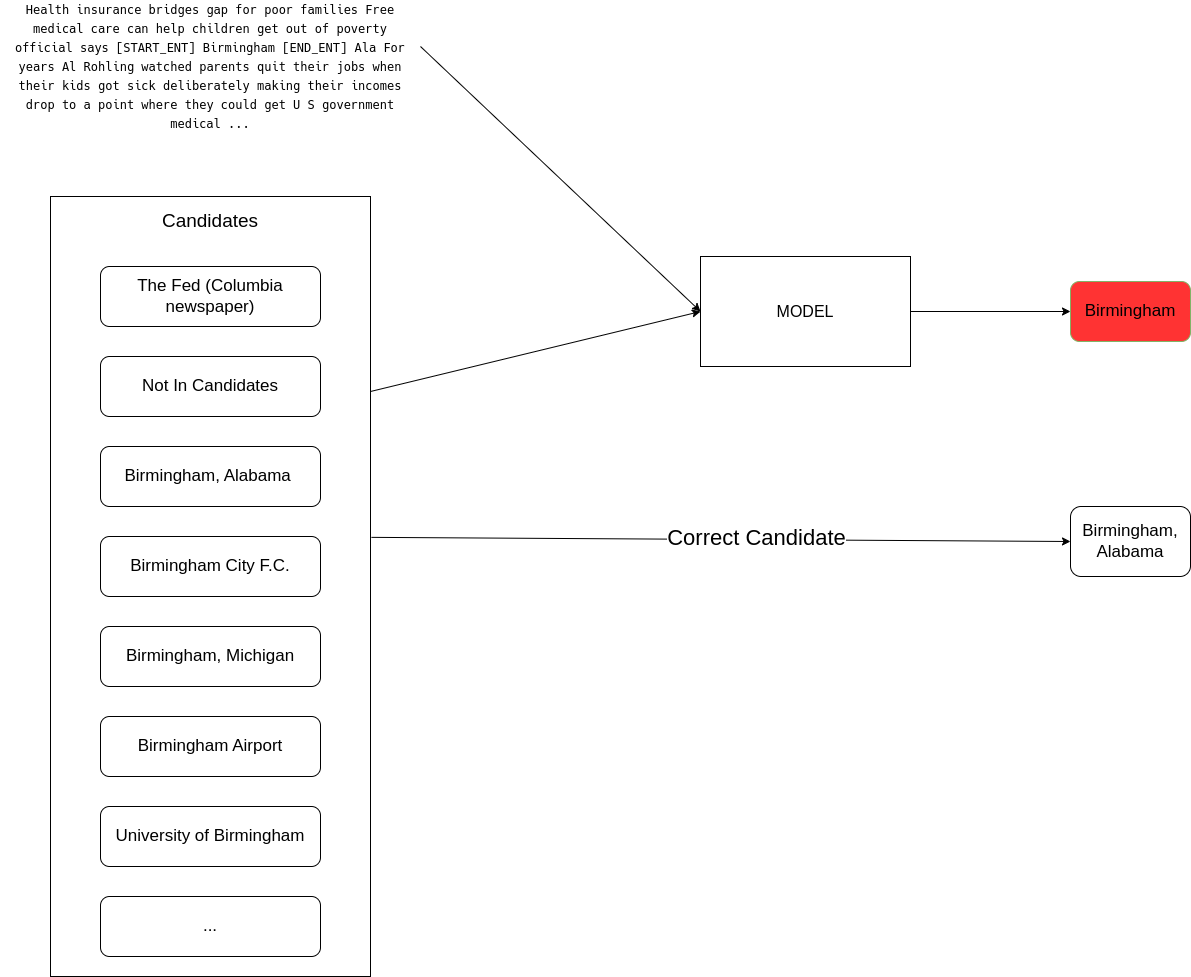 Health insurance bridges gap for poor families Free
medical care can help children get out of poverty
official says [START_ENT] Birmingham [END_ENT] Ala For
years Al Rohling watched parents quit their jobs when
their kids got sick deliberately making their incomes
drop to a point where they could get U S government
medical ...
Candidates
The Fed (Columbia
newspaper)
Not In Candidates
Birmingham, Alabama
Birmingham City F.C.
Birmingham, Michigan
Birmingham Airport
University of Birmingham
...
MODEL
Birmingham
Correct Candidate
Birmingham,
Alabama